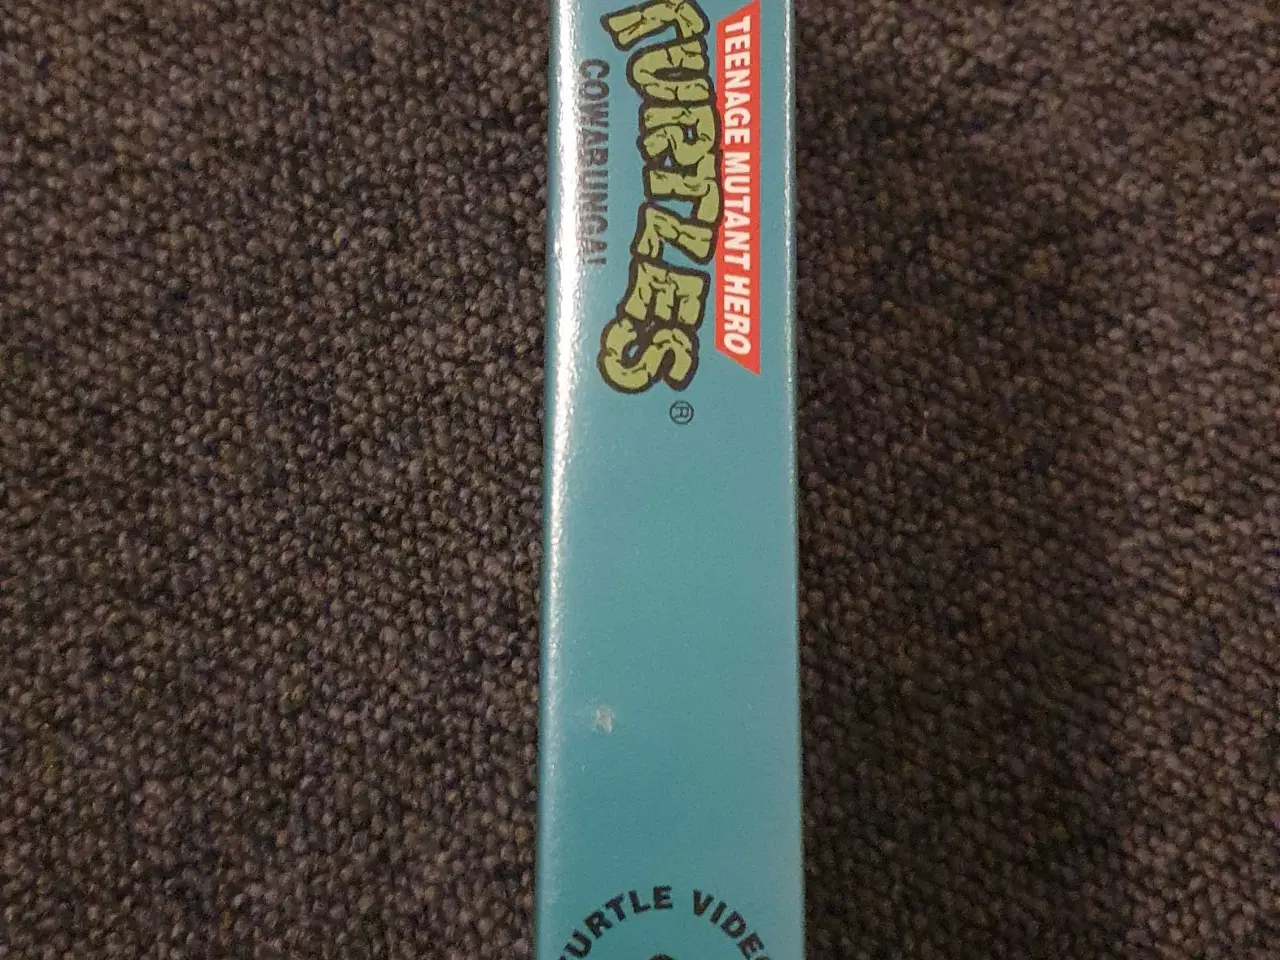 TEENAGE MUTANT HERO
TURTLES®
COWABUNGA!
TURTLE VIDEO